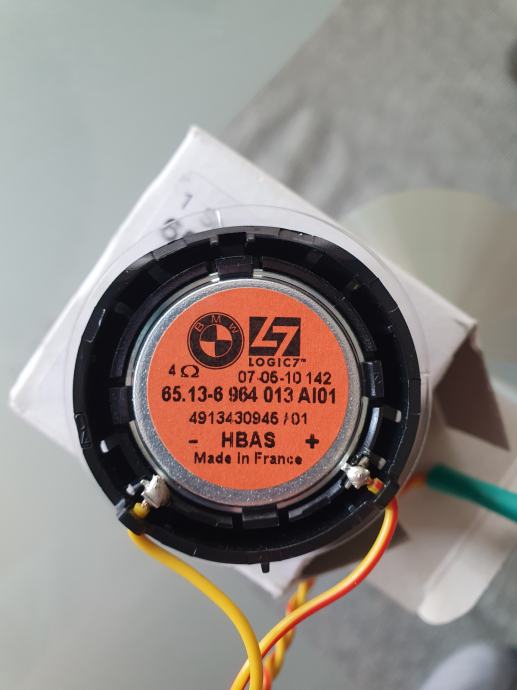 BMW
LOGIC7™
4 Ω
07-06-10 142
65.13-6 964 013 AI01
4913430945 / 01
- HBAS +
Made in France